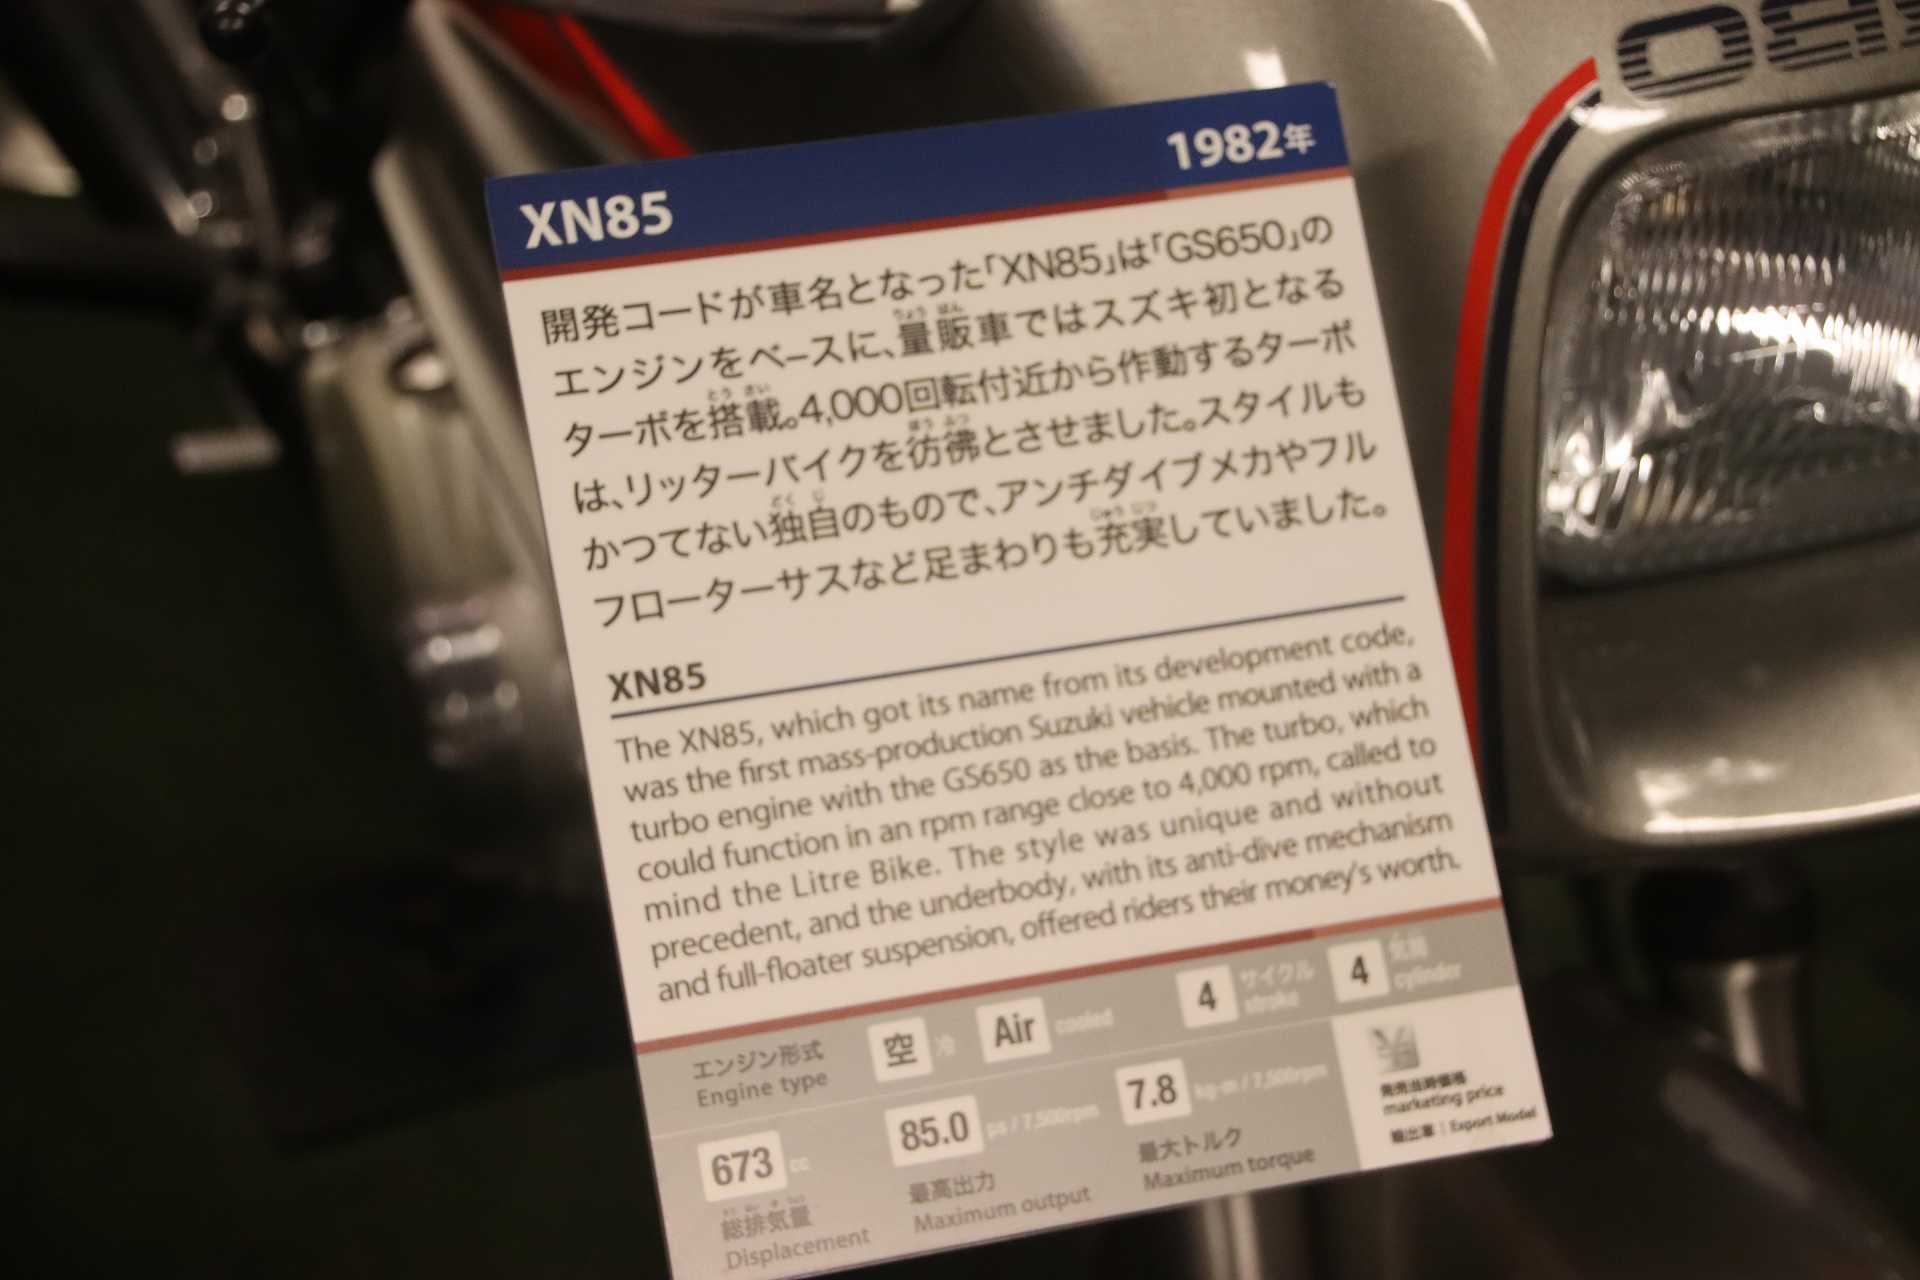 XN85
1982年
開発コードが車名となった「XN85」は「GS650」の
エンジンをベースに、量販車ではスズキ初となる
ターボを搭載。4,000回転付近から作動するターボ
は、リッターバイクを彷彿とさせました。スタイルも
かつてない独自のもので、アンチダイブメカやフル
フローターサスなど足まわりも充実していました。
XN85
The XN85, which got its name from its development code,
was the first mass-production Suzuki vehicle mounted with a
turbo engine with the GS650 as the basis. The turbo, which
could function in an rpm range close to 4,000 rpm, called to
mind the Litre Bike. The style was unique and without
precedent, and the underbody, with its anti-dive mechanism
and full-floater suspension, offered riders their money's worth.
エンジン形式
Engine type
空 冷
Air cooled
4 サイクル
stroke
4 気筒
cylinder
673 cc
総排気量
Displacement
85.0 ps / 7,500rpm
最高出力
Maximum output
7.8 kg-m / 7,500rpm
最大トルク
Maximum torque
発売当時価格
marketing price
輸出車 | Export Model